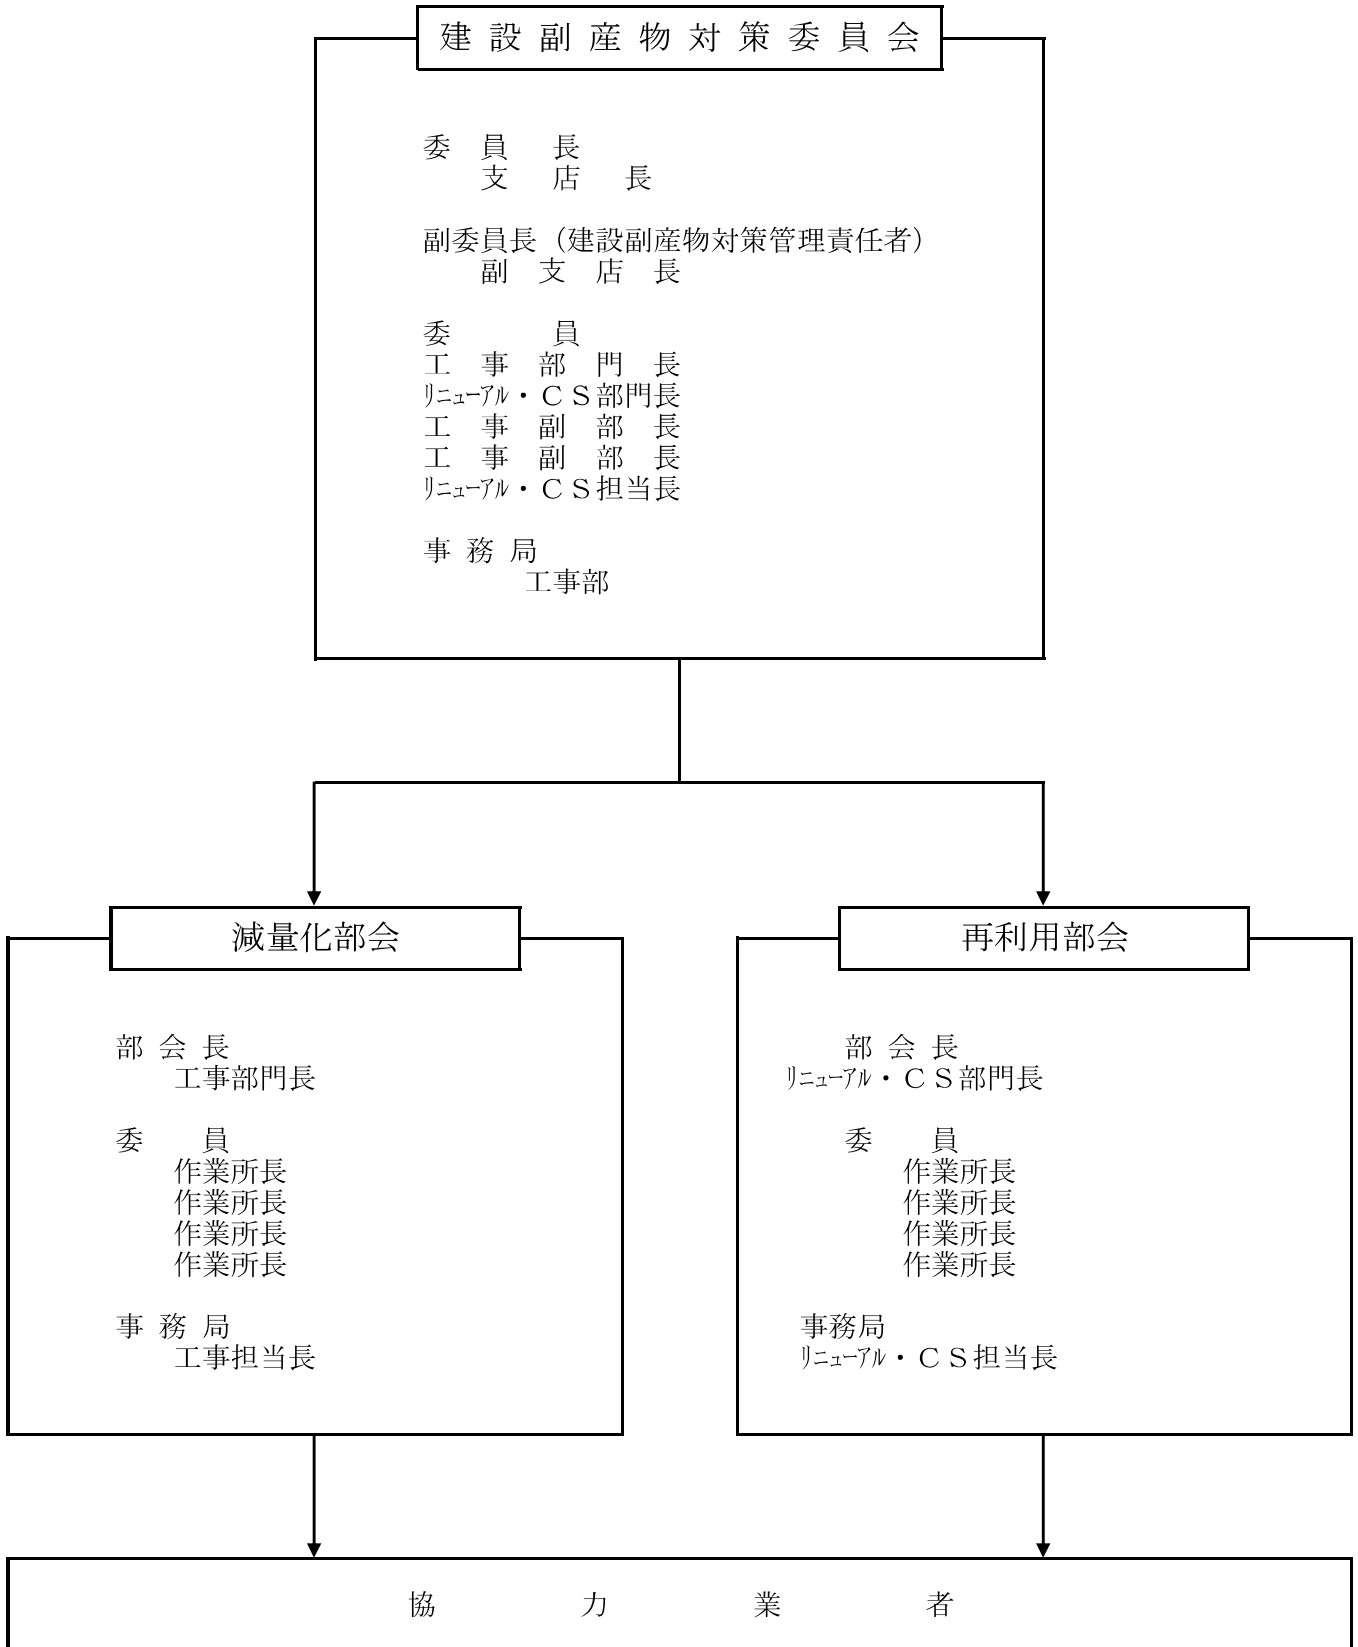 建設副産物対策委員会
委員長
支店長
副委員長（建設副産物対策管理責任者）
副支店長
委員
工事部門長
ﾘﾆｭｰｱﾙ・ＣＳ部門長
工事副部長
工事副部長
ﾘﾆｭｰｱﾙ・ＣＳ担当長
事務局
工事部
減量化部会
部会長
工事部門長
委員
作業所長
作業所長
作業所長
作業所長
事務局
工事担当長
再利用部会
部会長
ﾘﾆｭｰｱﾙ・ＣＳ部門長
委員
作業所長
作業所長
作業所長
作業所長
事務局
ﾘﾆｭｰｱﾙ・ＣＳ担当長
協力業者